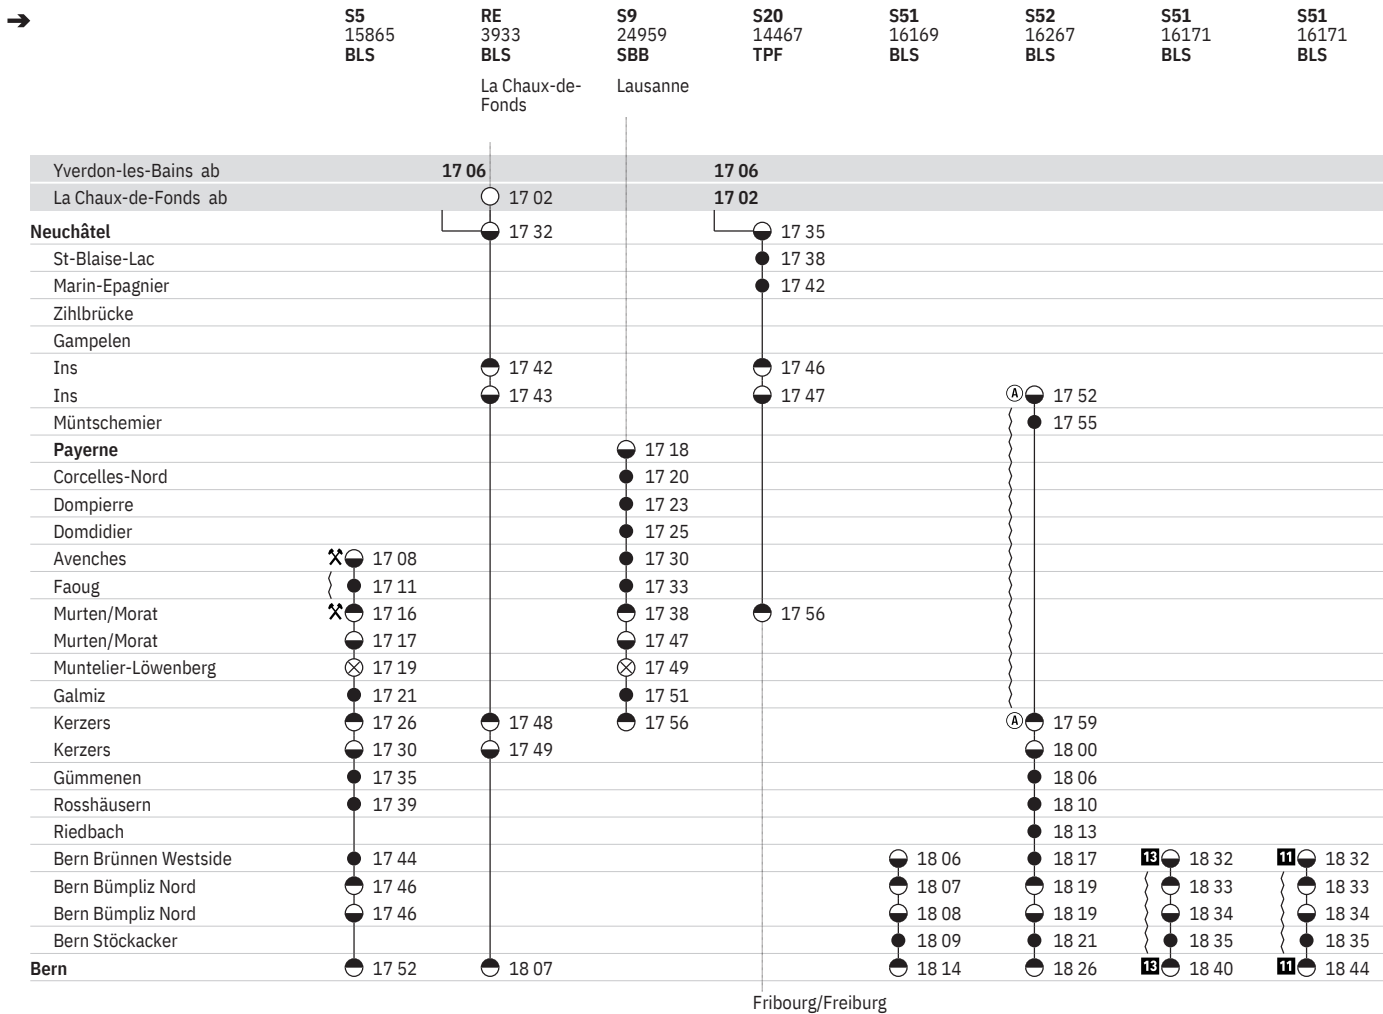 ➔ S5 RE S9 S20 S51 S52 S51 S51
15865 3933 24959 14467 16169 16267 16171 16171
BLS BLS SBB TPF BLS BLS BLS BLS
La Chaux-de- Lausanne
Fonds
Yverdon-les-Bains ab 17 06 17 06
La Chaux-de-Fonds ab 17 02 17 02
Neuchâtel 17 32 17 35
St-Blaise-Lac 17 38
Marin-Epagnier 17 42
Zihlbrücke
Gampelen
Ins 17 42 17 46
Ins 17 43 17 47 A 17 52
Müntschemier 17 55
Payerne 17 18
Corcelles-Nord 17 20
Dompierre 17 23
Domdidier 17 25
Avenches 17 08 17 30
Faoug 17 11 17 33
Murten/Morat 17 16 17 38 17 56
Murten/Morat 17 17 17 47
Muntelier-Löwenberg 17 19 17 49
Galmiz 17 21 17 51
Kerzers 17 26 17 48 17 56 A 17 59
Kerzers 17 30 17 49 18 00
Gümmenen 17 35 18 06
Rosshäusern 17 39 18 10
Riedbach 18 13
Bern Brünnen Westside 17 44 18 06 18 17 13 18 32 11 18 32
Bern Bümpliz Nord 17 46 18 07 18 19 18 33 18 33
Bern Bümpliz Nord 17 46 18 08 18 19 18 34 18 34
Bern Stöckacker 18 09 18 21 18 35 18 35
Bern 17 52 18 07 18 14 18 26 13 18 40 11 18 44
Fribourg/Freiburg